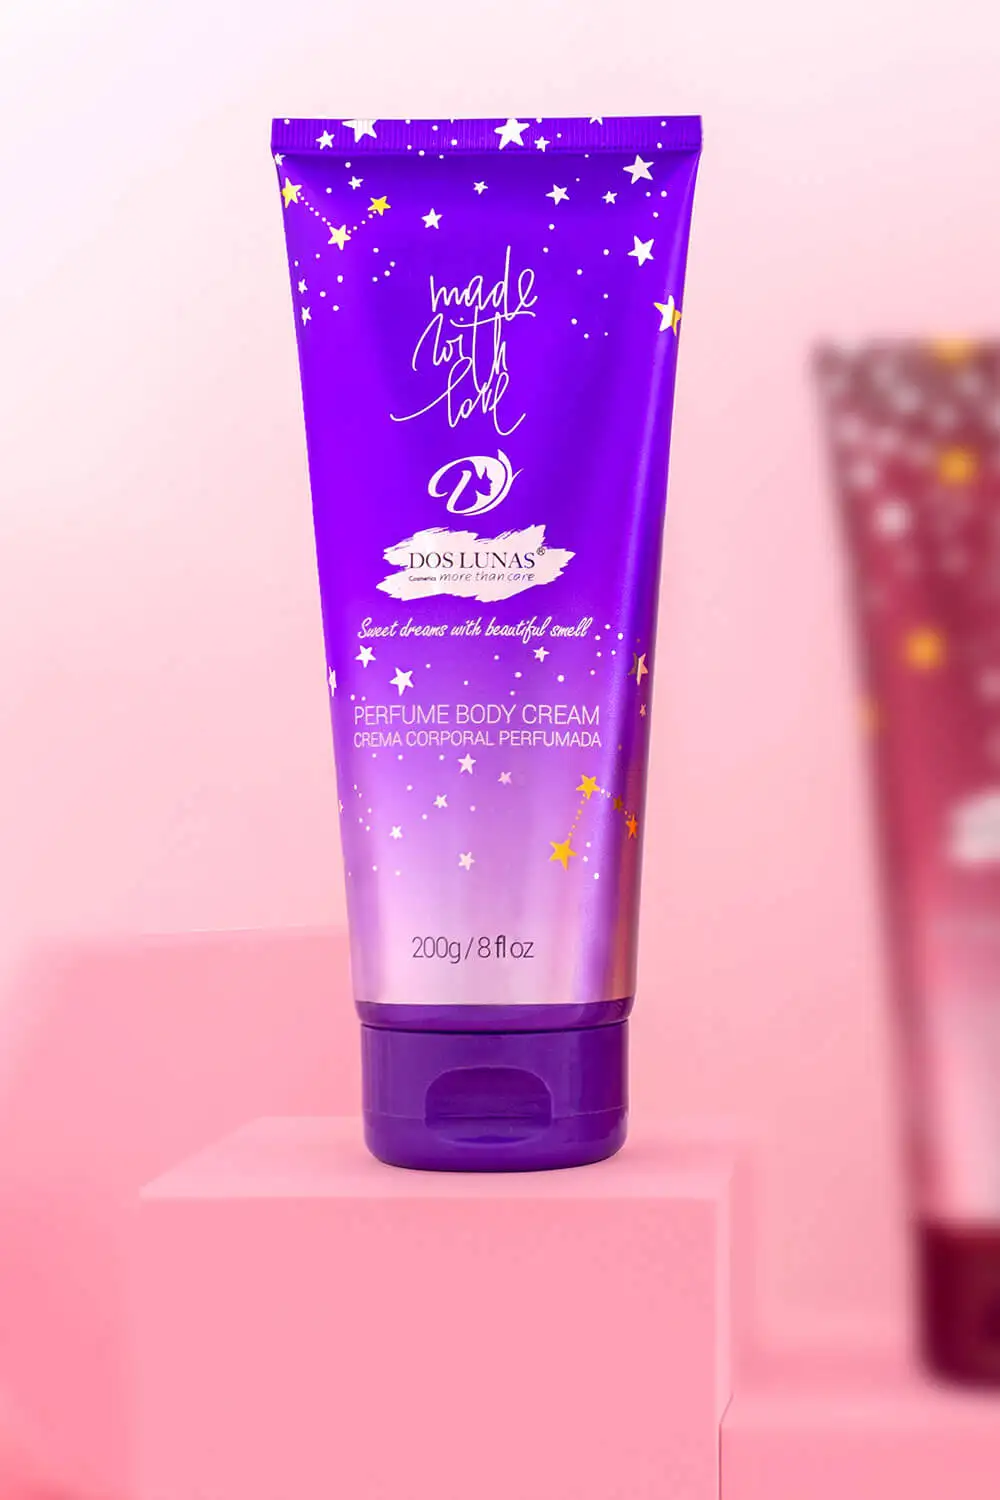 made
with
love
DOS LUNAS®
Cosmetics more than care
Sweet dreams with beautiful smell
PERFUME BODY CREAM
CREMA CORPORAL PERFUMADA
200g / 8 fl oz